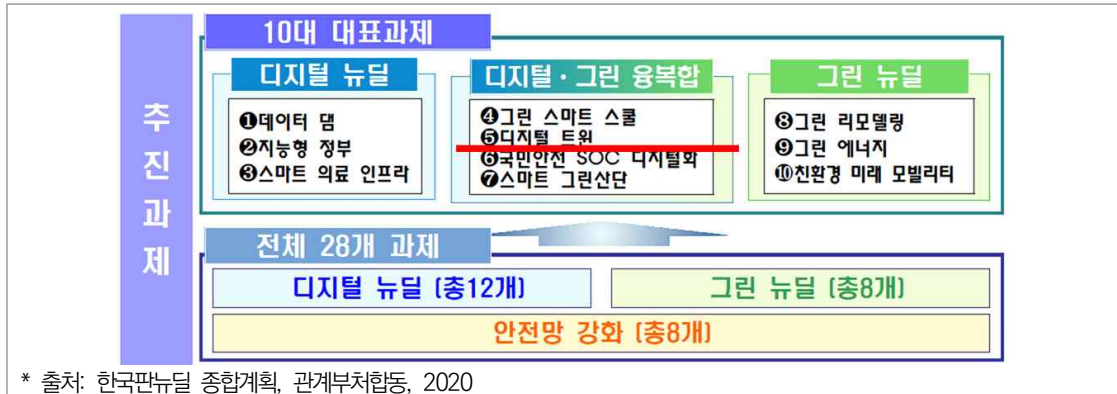 추진과제
10대 대표과제
디지털 뉴딜
❶데이터 댐
❷지능형 정부
❸스마트 의료 인프라
디지털·그린 융복합
❹그린 스마트 스쿨
❺디지털 트윈
❻국민안전 SOC 디지털화
❼스마트 그린산단
그린 뉴딜
❽그린 리모델링
❾그린 에너지
❿친환경 미래 모빌리티
전체 28개 과제
디지털 뉴딜 (총12개)
그린 뉴딜 (총8개)
안전망 강화 (총8개)
* 출처: 한국판뉴딜 종합계획, 관계부처합동, 2020